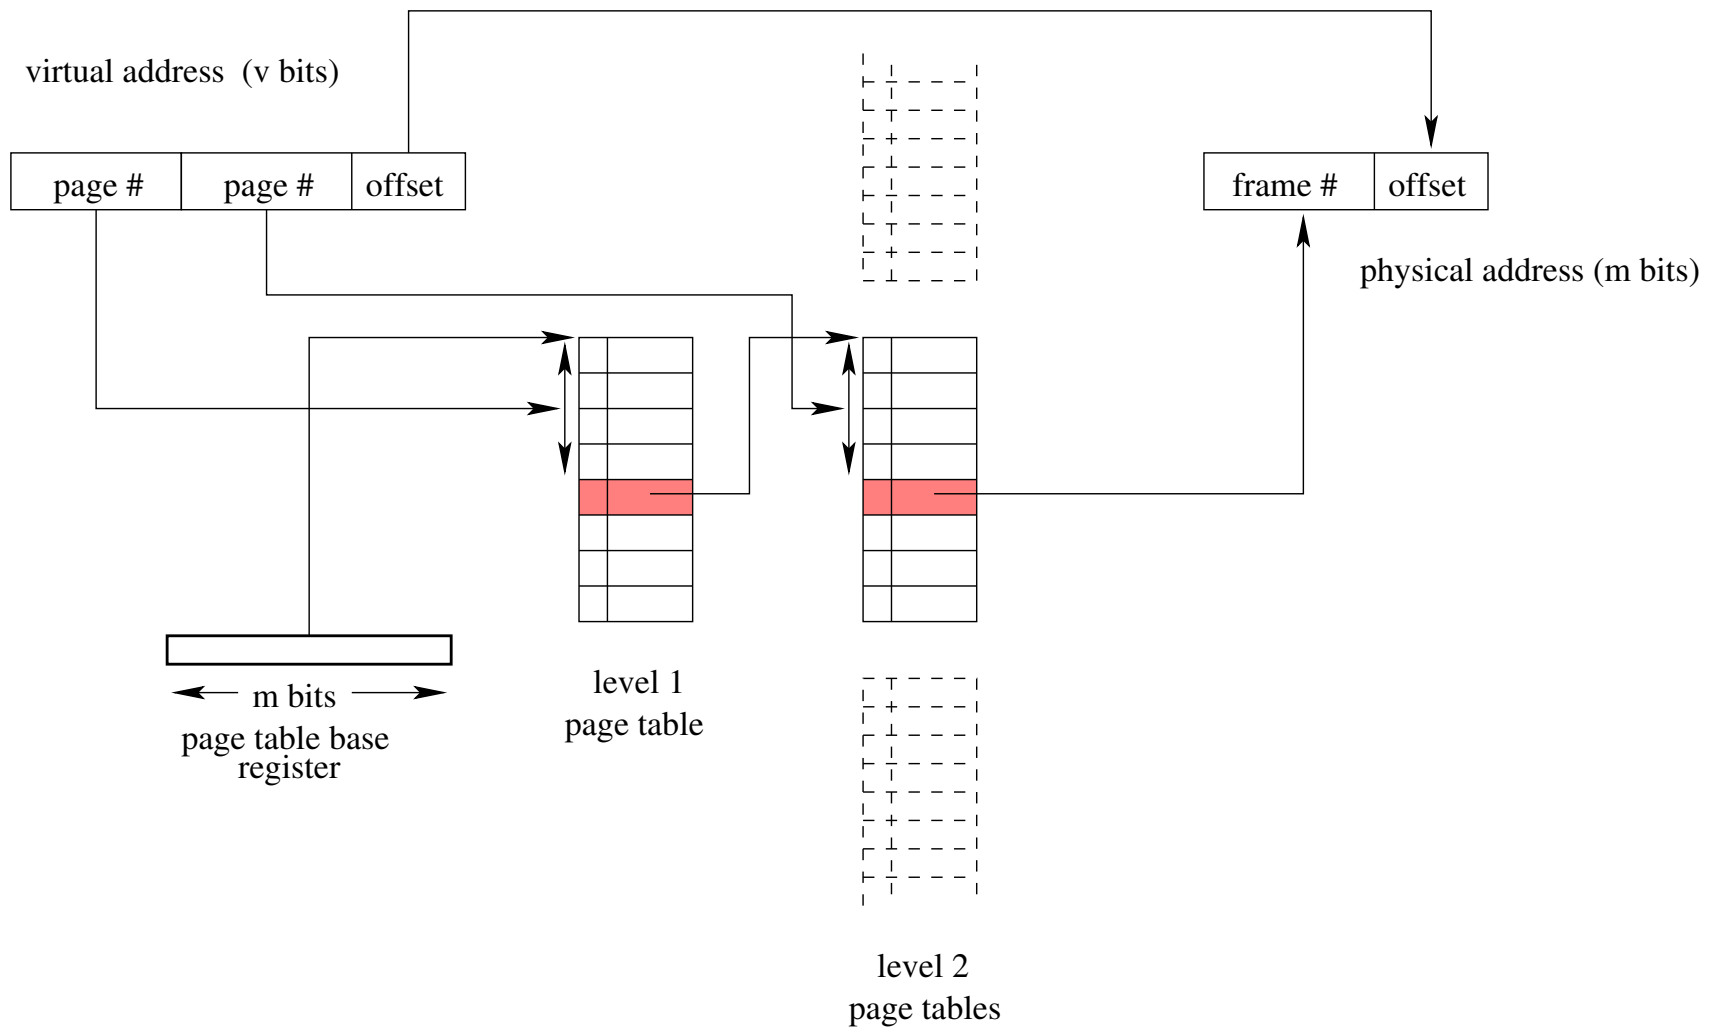 virtual address (v bits)
page #
page #
offset
frame #
offset
physical address (m bits)
m bits
page table base
register
level 1
page table
level 2
page tables